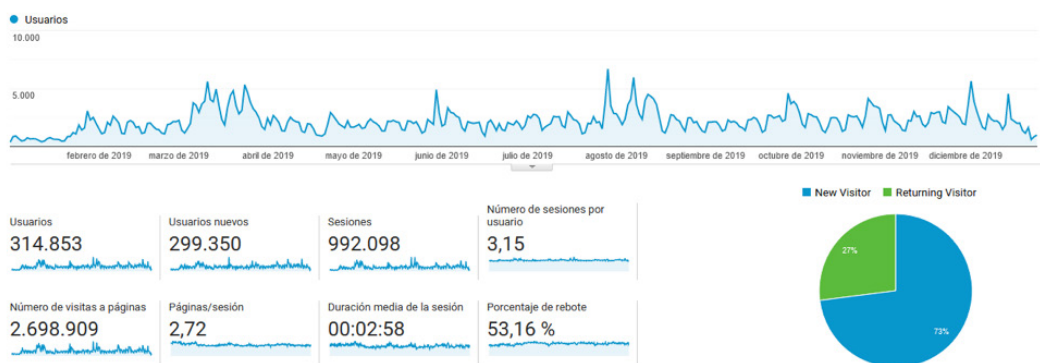 Usuarios
10.000
5.000
febrero de 2019 marzo de 2019 abril de 2019 mayo de 2019 junio de 2019 julio de 2019 agosto de 2019 septiembre de 2019 octubre de 2019 noviembre de 2019 diciembre de 2019
New Visitor Returning Visitor
Usuarios
314.853
Usuarios nuevos
299.350
Sesiones
992.098
Número de sesiones por
usuario
3,15
Número de visitas a páginas
2.698.909
Páginas/sesión
2,72
Duración media de la sesión
00:02:58
Porcentaje de rebote
53,16 %
27%
73%